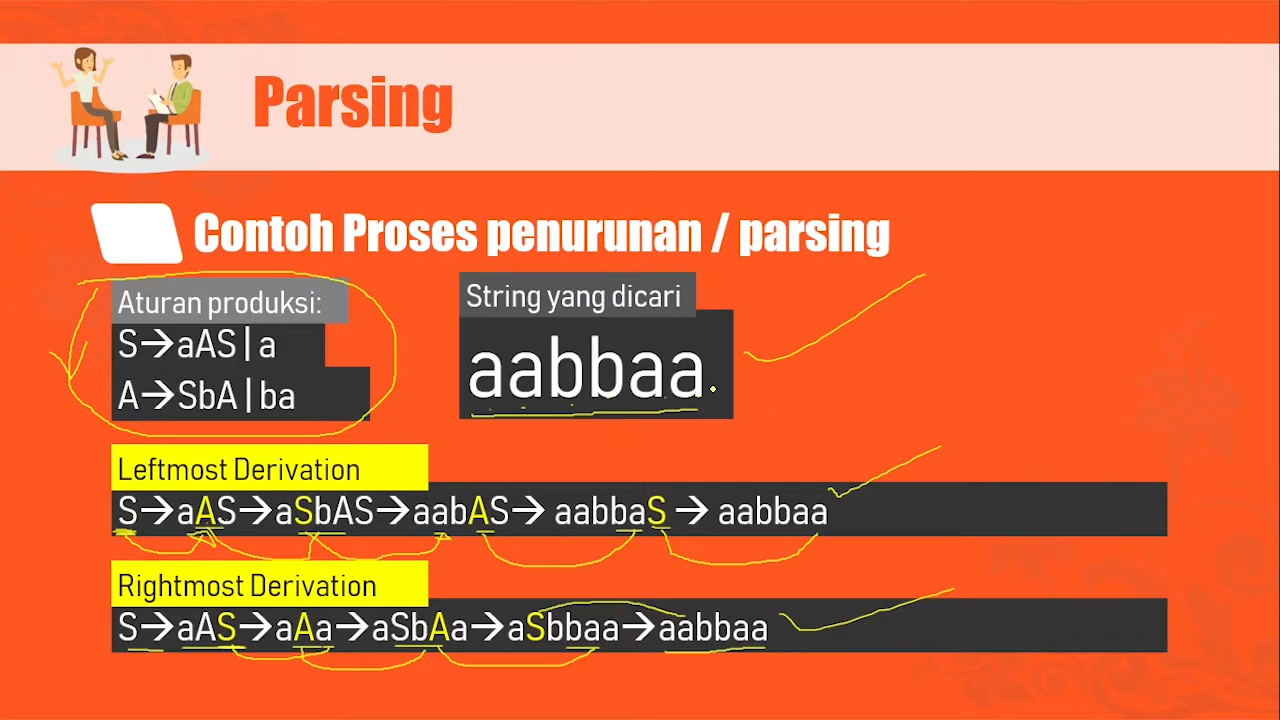 Parsing
Contoh Proses penurunan / parsing
Aturan produksi:
S→aAS | a
A→SbA | ba
String yang dicari
aabbaa
Leftmost Derivation
S→aAS→aSbAS→aabAS→ aabbaS → aabbaa
Rightmost Derivation
S→aAS→aAa→aSbAa→aSbbaa→aabbaa